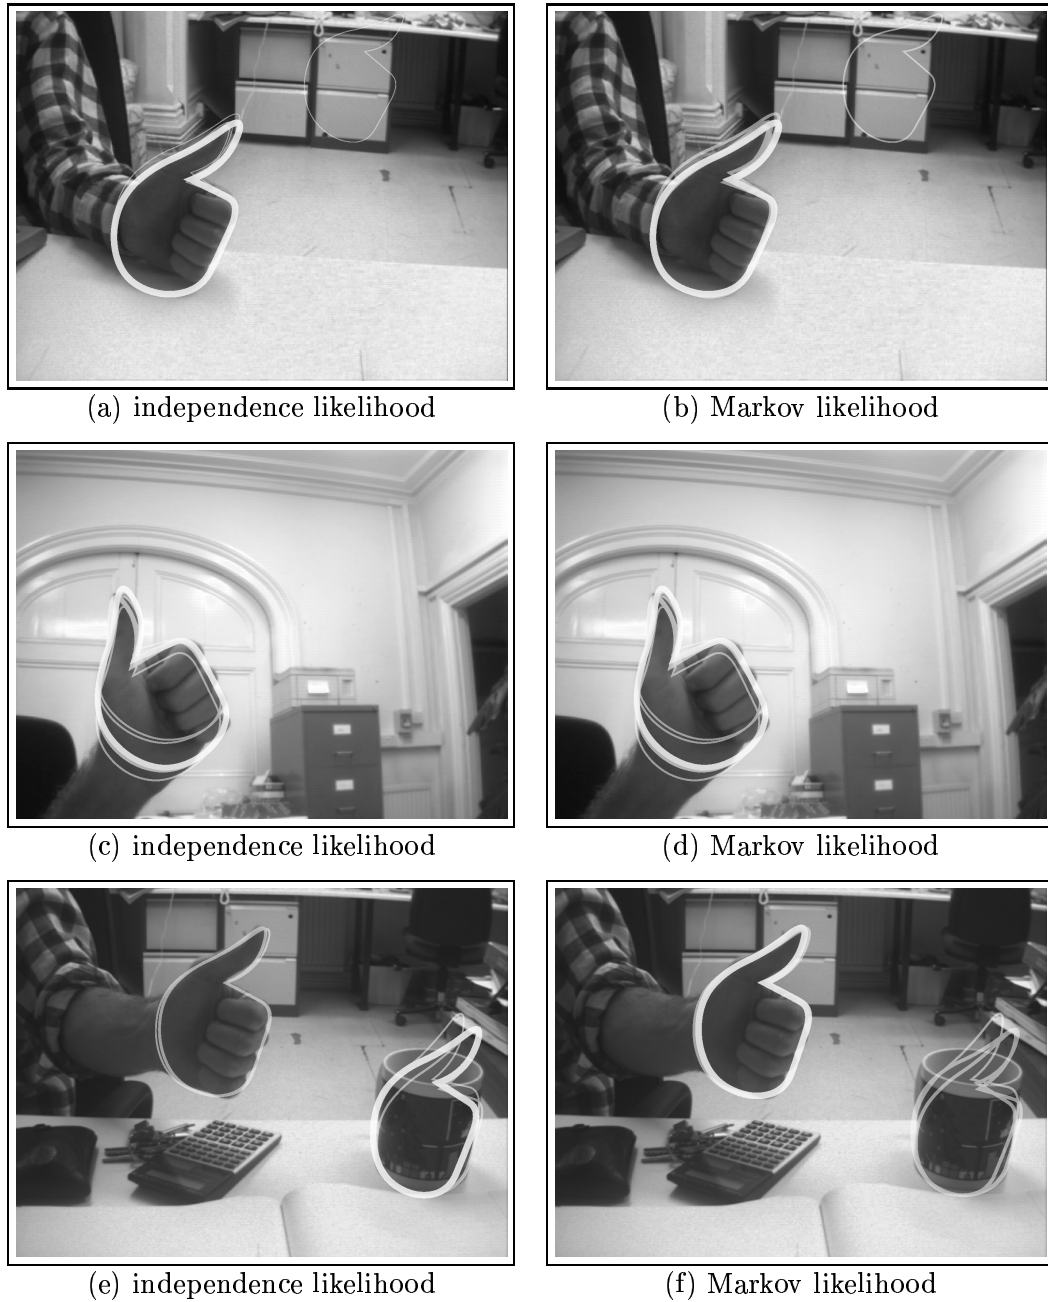 (a) independence likelihood
(b) Markov likelihood
(c) independence likelihood
(d) Markov likelihood
(e) independence likelihood
(f) Markov likelihood